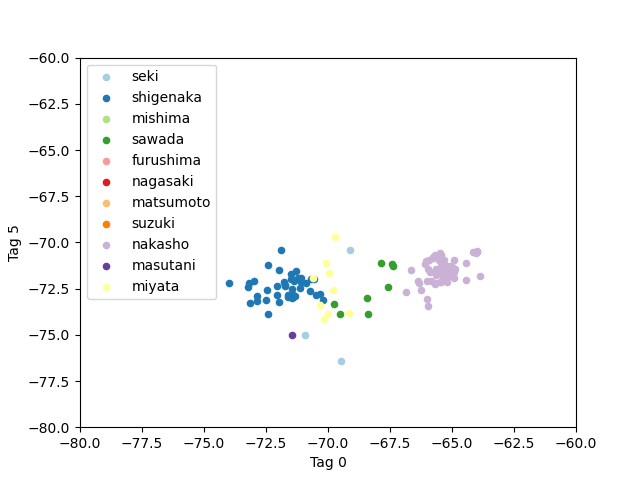 −60.0
−62.5
−65.0
−67.5
−70.0
−72.5
−75.0
−77.5
−80.0
Tag 5
seki
shigenaka
mishima
sawada
furushima
nagasaki
matsumoto
suzuki
nakasho
masutani
miyata
−80.0 −77.5 −75.0 −72.5 −70.0 −67.5 −65.0 −62.5 −60.0
Tag 0